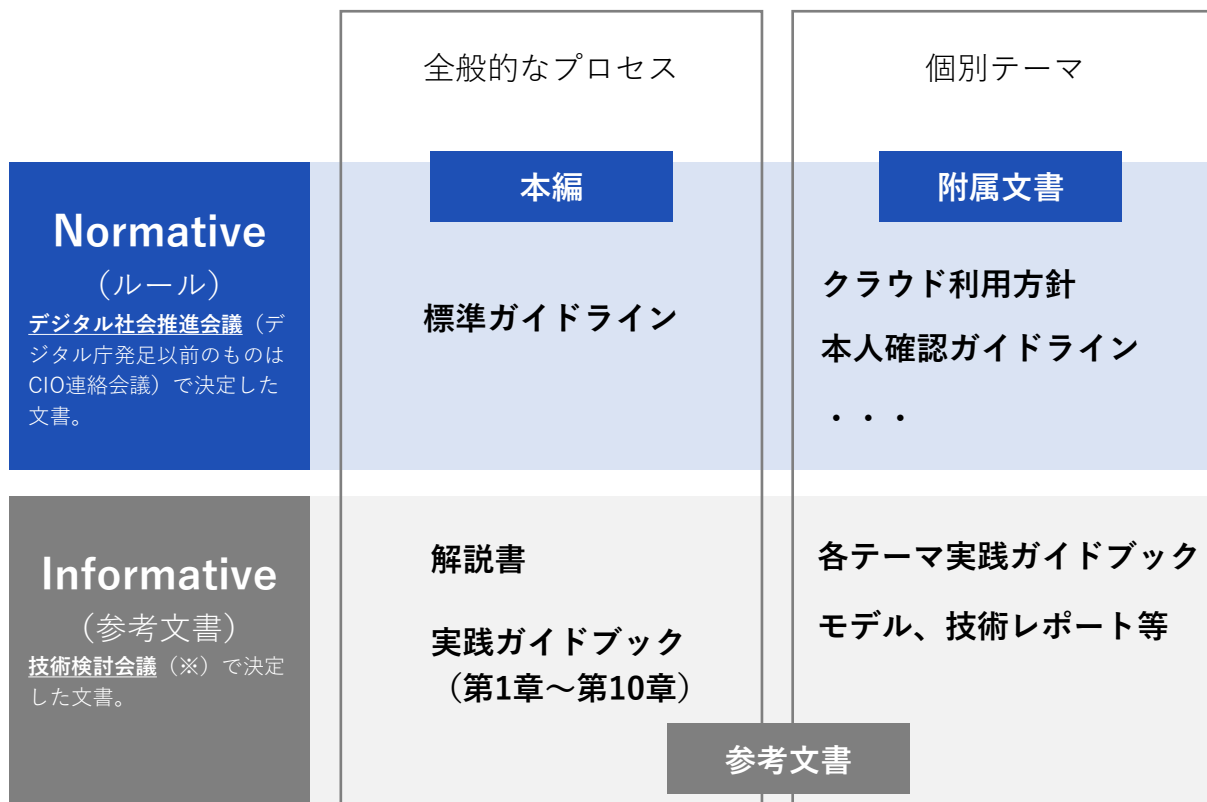 全般的なプロセス
個別テーマ
本編
附属文書
Normative
（ルール）
デジタル社会推進会議（デ
ジタル庁発足以前のものは
CIO連絡会議）で決定した
文書。
標準ガイドライン
クラウド利用方針
本人確認ガイドライン
・・・
Informative
（参考文書）
技術検討会議（※）で決定
した文書。
解説書
実践ガイドブック
（第1章～第10章）
各テーマ実践ガイドブック
モデル、技術レポート等
参考文書